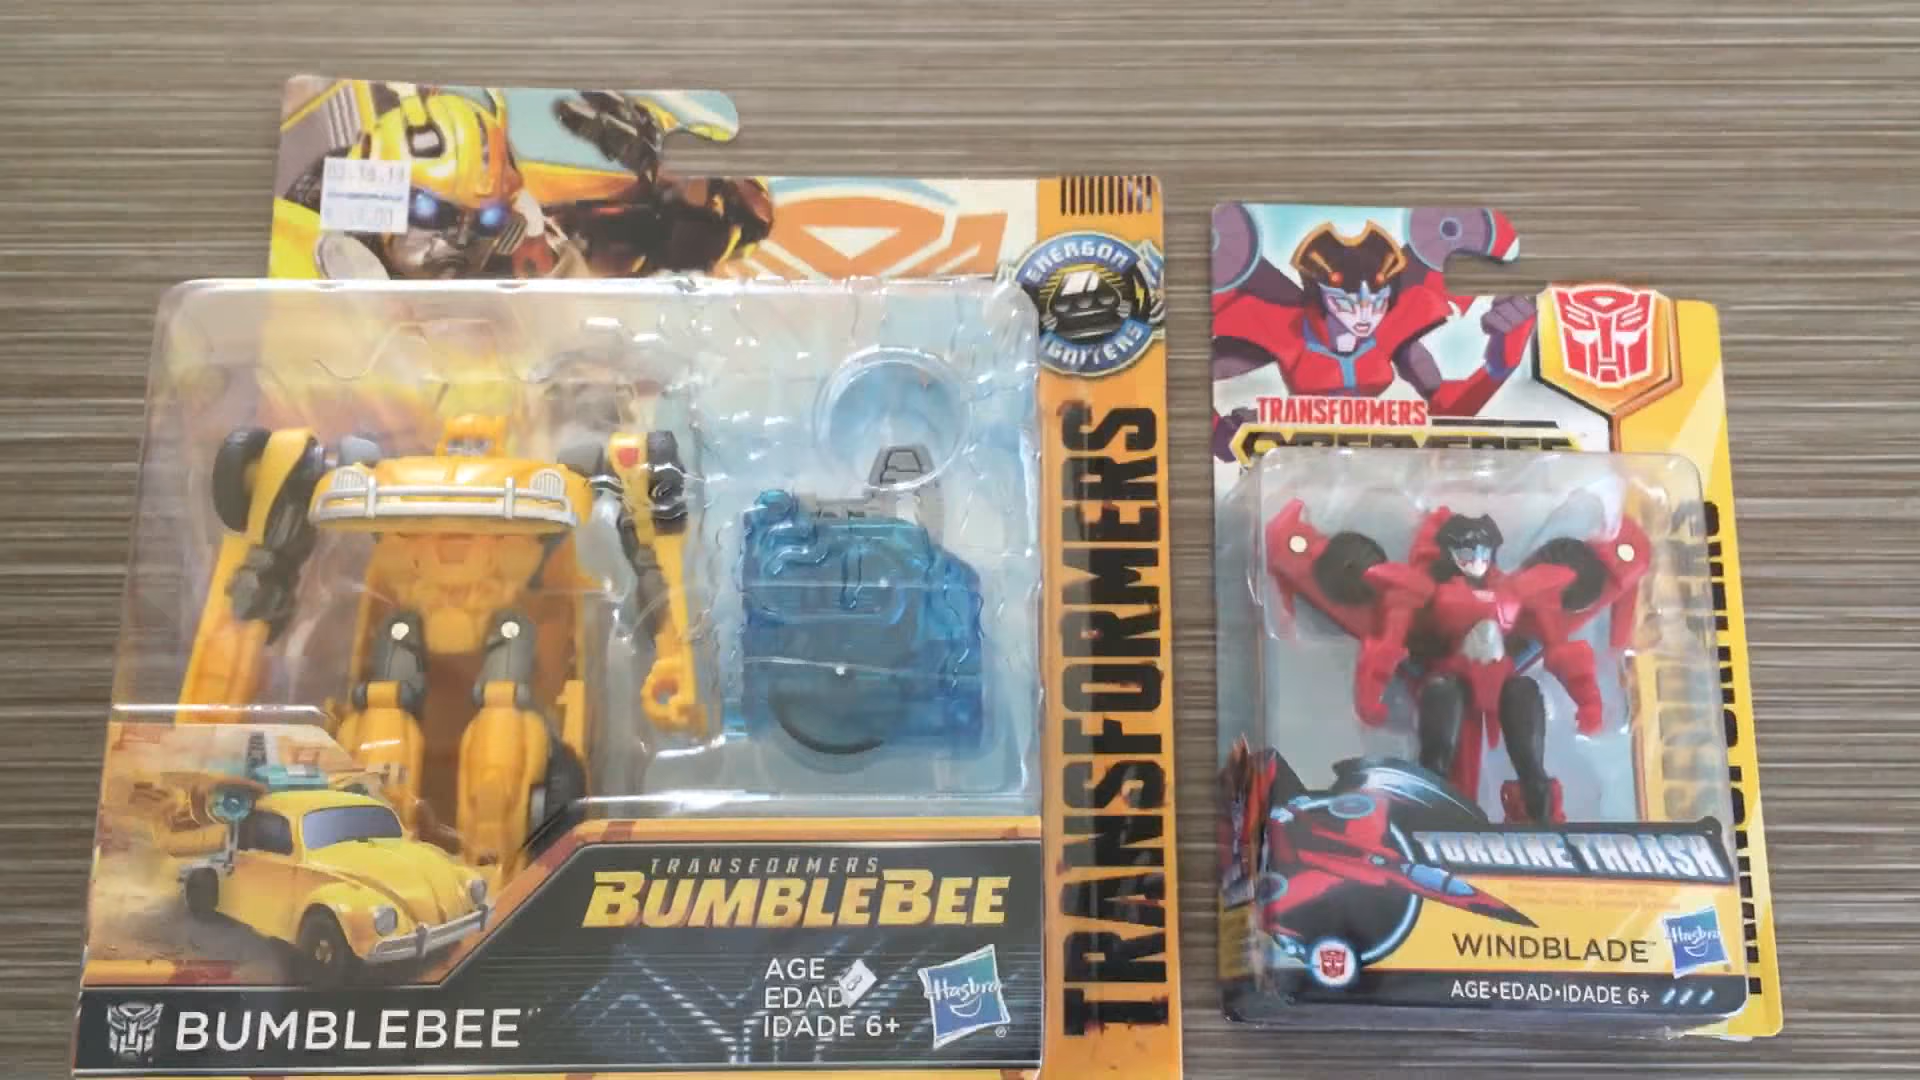 ENERGON
IGNITERS
TRANSFORMERS
TRANSFORMERS
BUMBLEBEE
AGE
EDAD
IDADE 6+
Hasbro
BUMBLEBEE
TRANSFORMERS
TURBINE THRASH
WINDBLADE™
Hasbro
AGE•EDAD•IDADE 6+